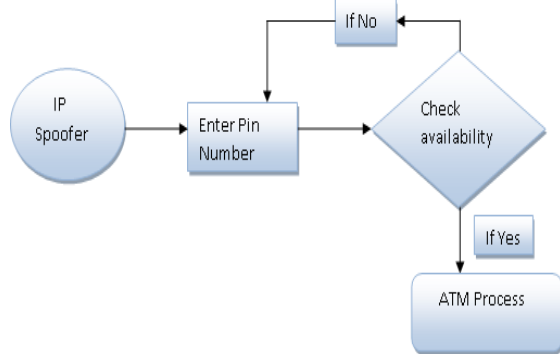 If No
IP
Spoofer
Enter Pin
Number
Check
availability
If Yes
ATM Process